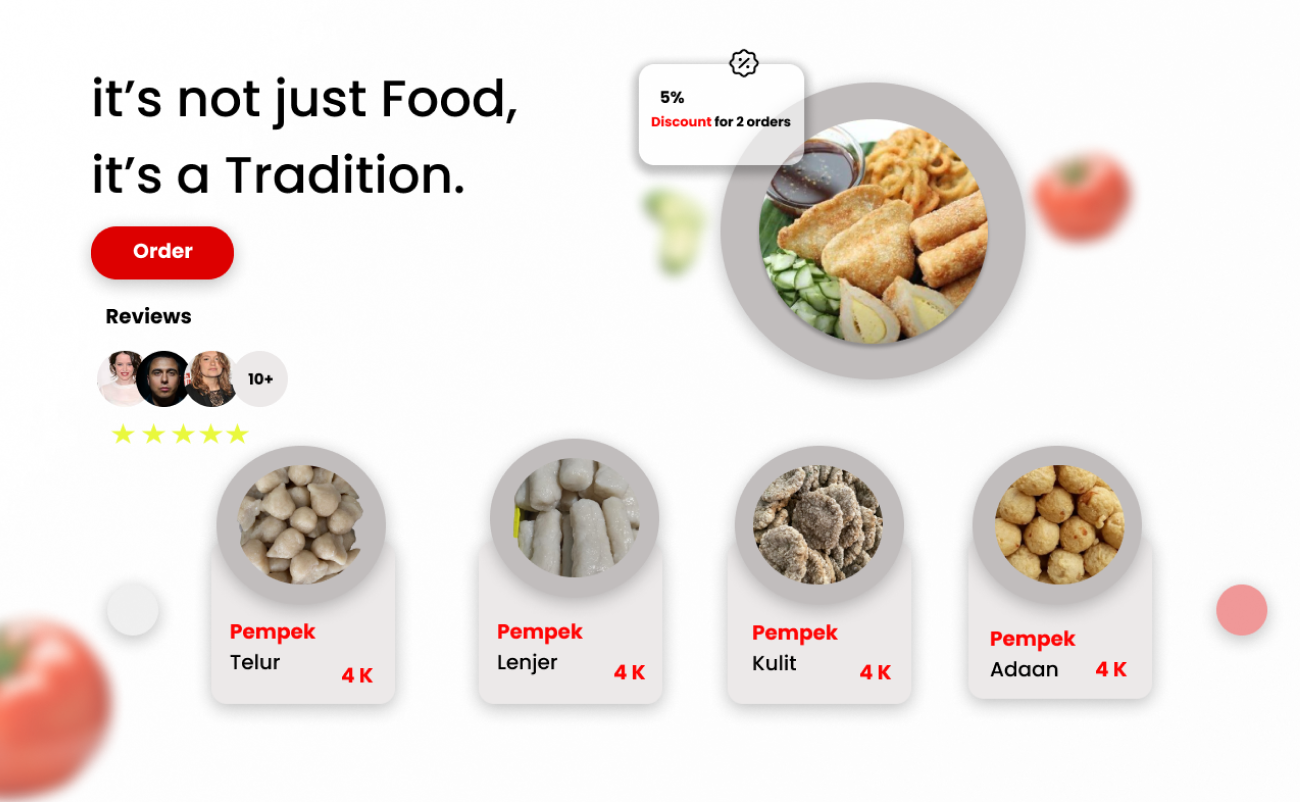 it’s not just Food,
it’s a Tradition.
Order
Reviews
10+
5%
Discount for 2 orders
Pempek
Telur
4 K
Pempek
Lenjer
4 K
Pempek
Kulit
4 K
Pempek
Adaan
4 K